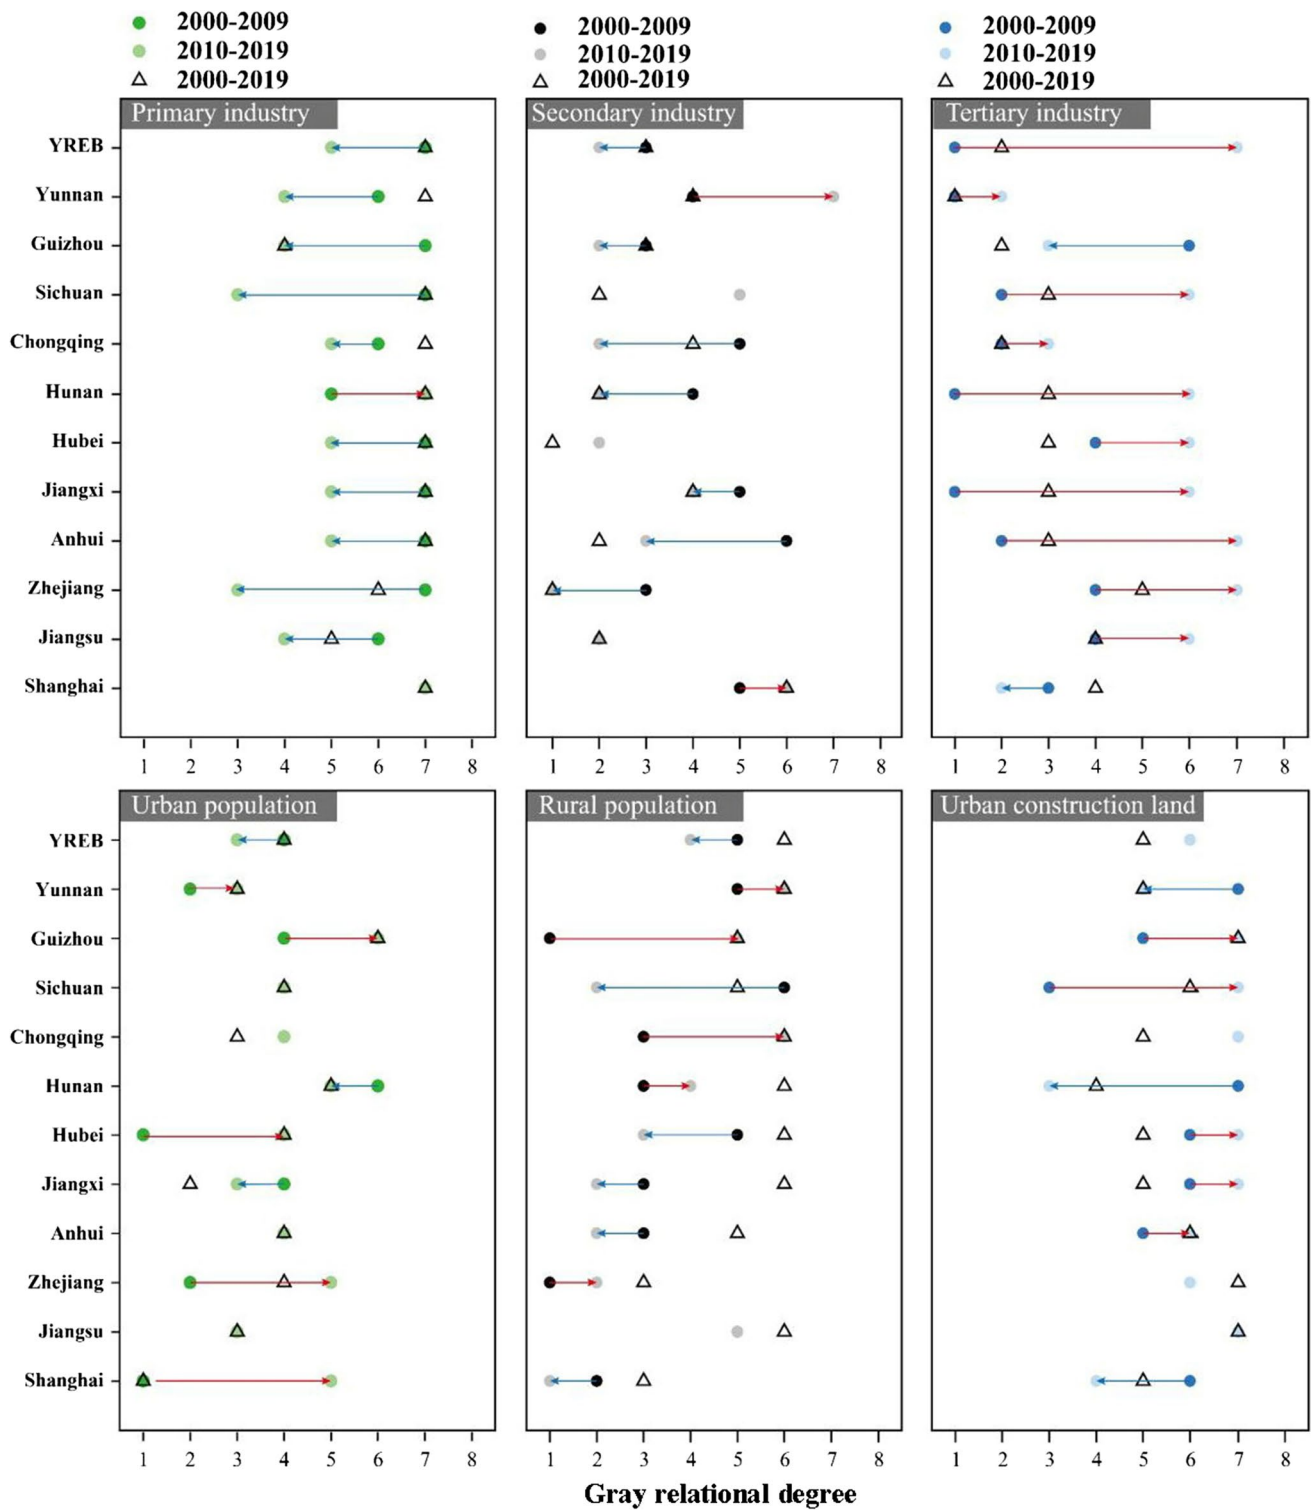 2000-2009
2010-2019
2000-2019
2000-2009
2010-2019
2000-2019
2000-2009
2010-2019
2000-2019
Primary industry
Secondary industry
Tertiary industry
YREB
Yunnan
Guizhou
Sichuan
Chongqing
Hunan
Hubei
Jiangxi
Anhui
Zhejiang
Jiangsu
Shanghai
1 2 3 4 5 6 7 8
1 2 3 4 5 6 7 8
1 2 3 4 5 6 7 8
Urban population
Rural population
Urban construction land
YREB
Yunnan
Guizhou
Sichuan
Chongqing
Hunan
Hubei
Jiangxi
Anhui
Zhejiang
Jiangsu
Shanghai
1 2 3 4 5 6 7 8
1 2 3 4 5 6 7 8
1 2 3 4 5 6 7 8
Gray relational degree